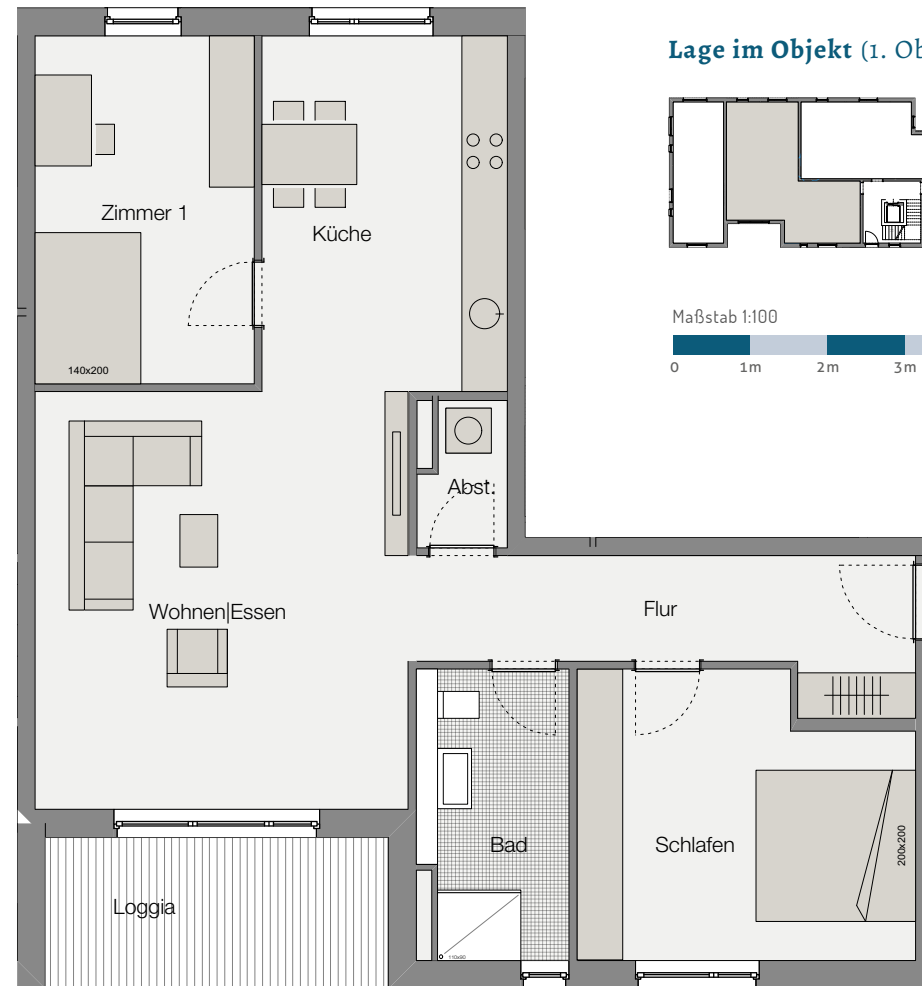 Lage im Objekt (1. Ob
Zimmer 1
Küche
140x200
Maßstab 1:100
0 1m 2m 3m
Abst.
Wohnen|Essen
Flur
Bad
Schlafen
200x200
Loggia
110x90